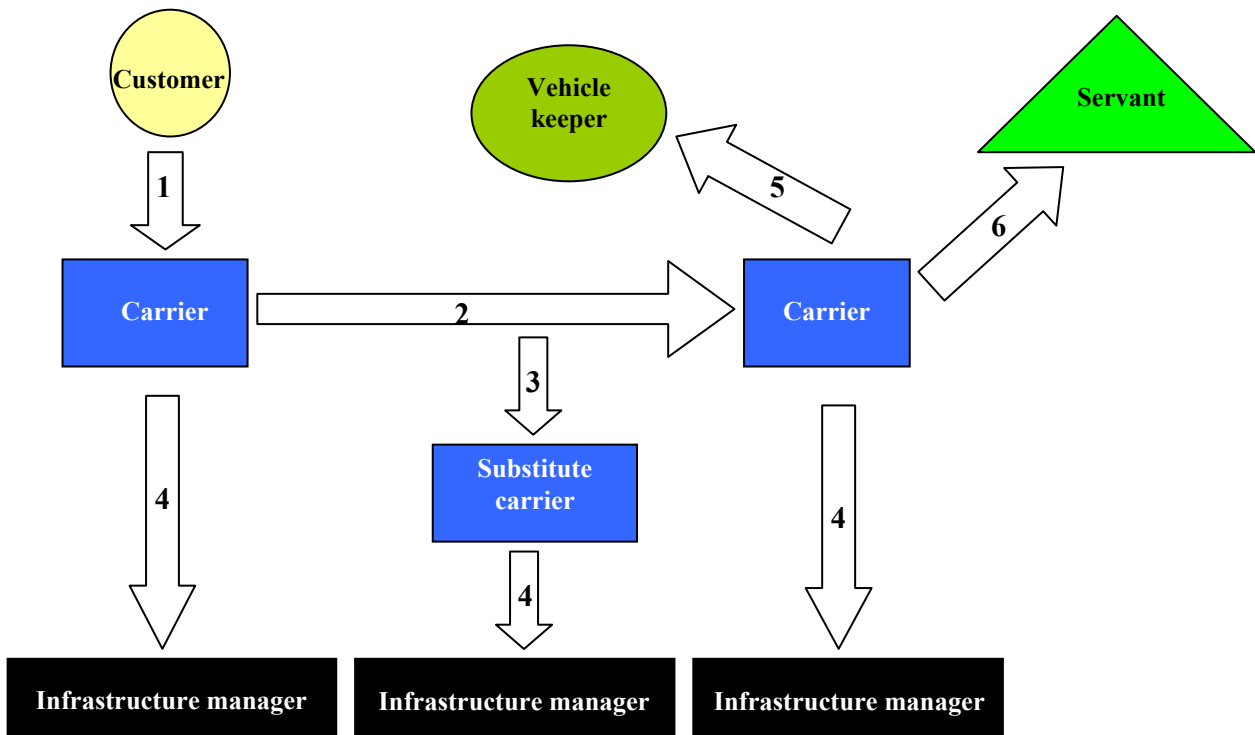 Customer
Vehicle
keeper
Servant
1
5
6
Carrier
2
Carrier
3
Substitute
carrier
4
4
4
Infrastructure manager
Infrastructure manager
Infrastructure manager